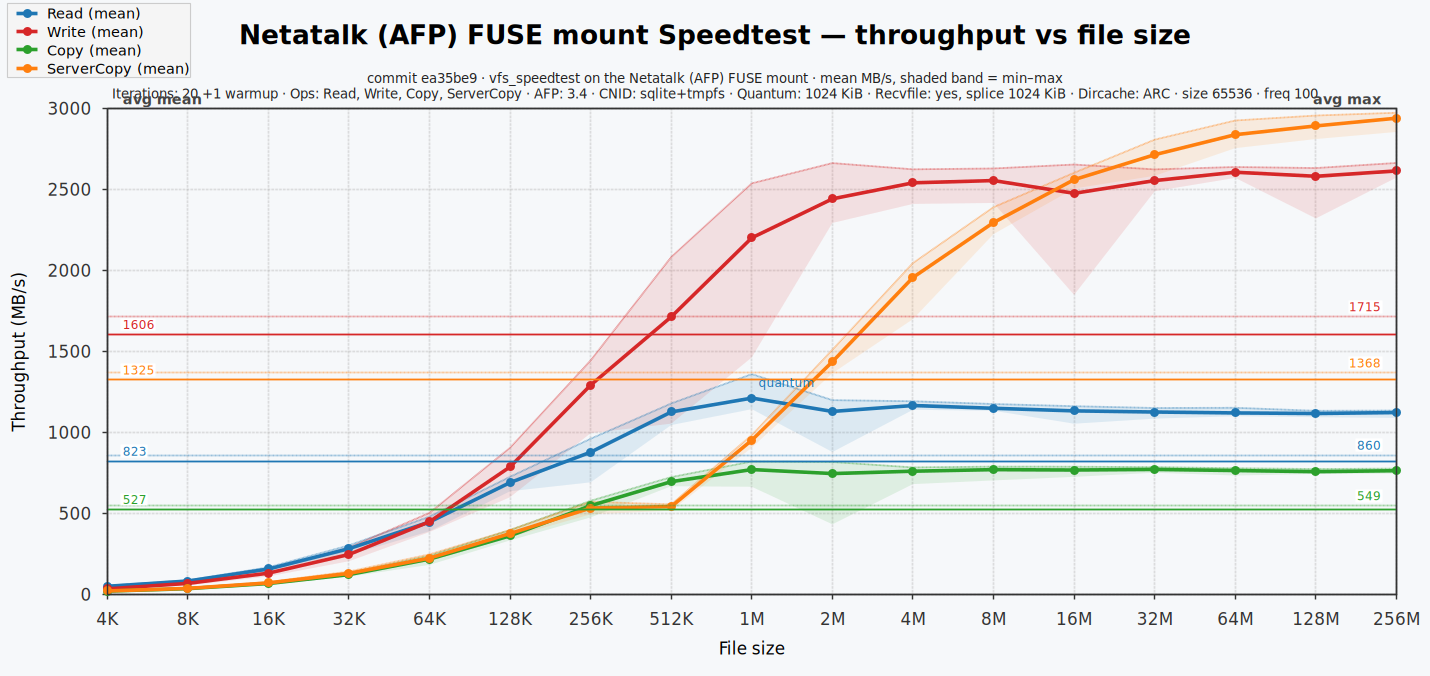 Read (mean)
Write (mean)
Copy (mean)
ServerCopy (mean)
Netatalk (AFP) FUSE mount Speedtest — throughput vs file size
commit ea35be9 · vfs_speedtest on the Netatalk (AFP) FUSE mount · mean MB/s, shaded band = min–max
Iterations: 20 +1 warmup · Ops: Read, Write, Copy, ServerCopy · AFP: 3.4 · CNID: sqlite+tmpfs · Quantum: 1024 KiB · Recvfile: yes, splice 1024 KiB · Dircache: ARC · size 65536 · freq 100
avg mean
avg max
3000
2500
2000
1500
1000
500
0
Throughput (MB/s)
1606
1715
1325
1368
quantum
823
860
527
549
4K 8K 16K 32K 64K 128K 256K 512K 1M 2M 4M 8M 16M 32M 64M 128M 256M
File size